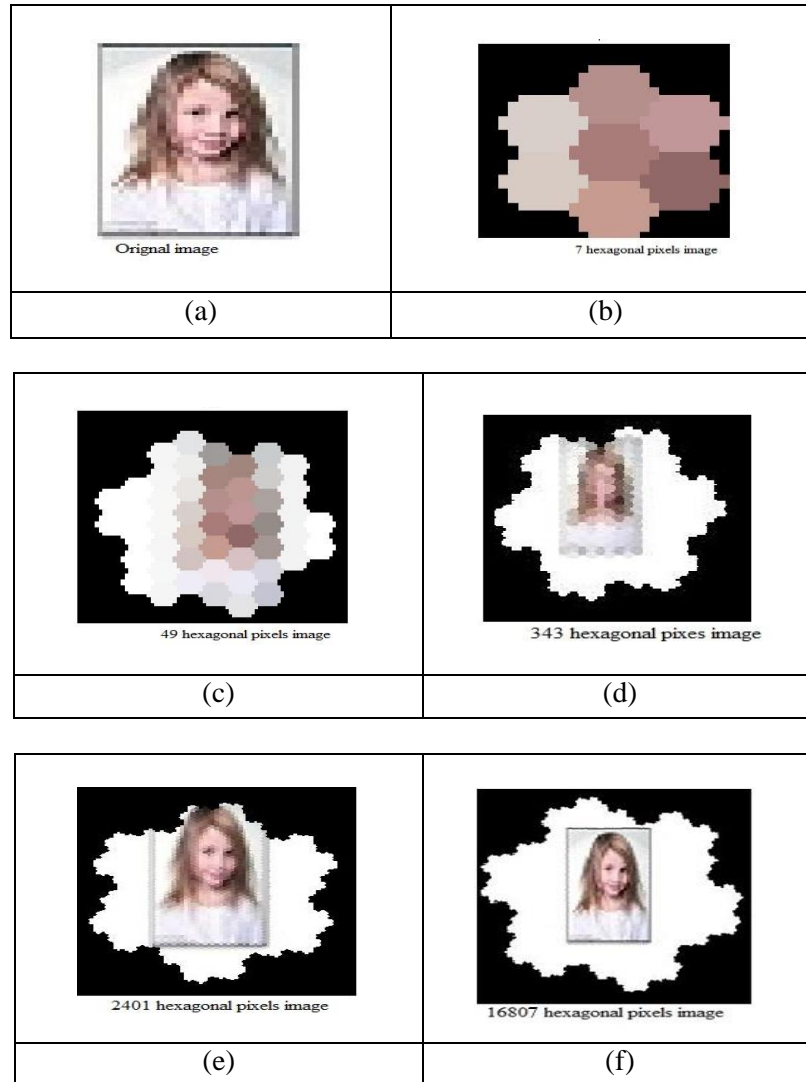 Orignal image
7 hexagonal pixels image
(a)
(b)
49 hexagonal pixels image
343 hexagonal pixes image
(c)
(d)
2401 hexagonal pixels image
16807 hexagonal pixels image
(e)
(f)